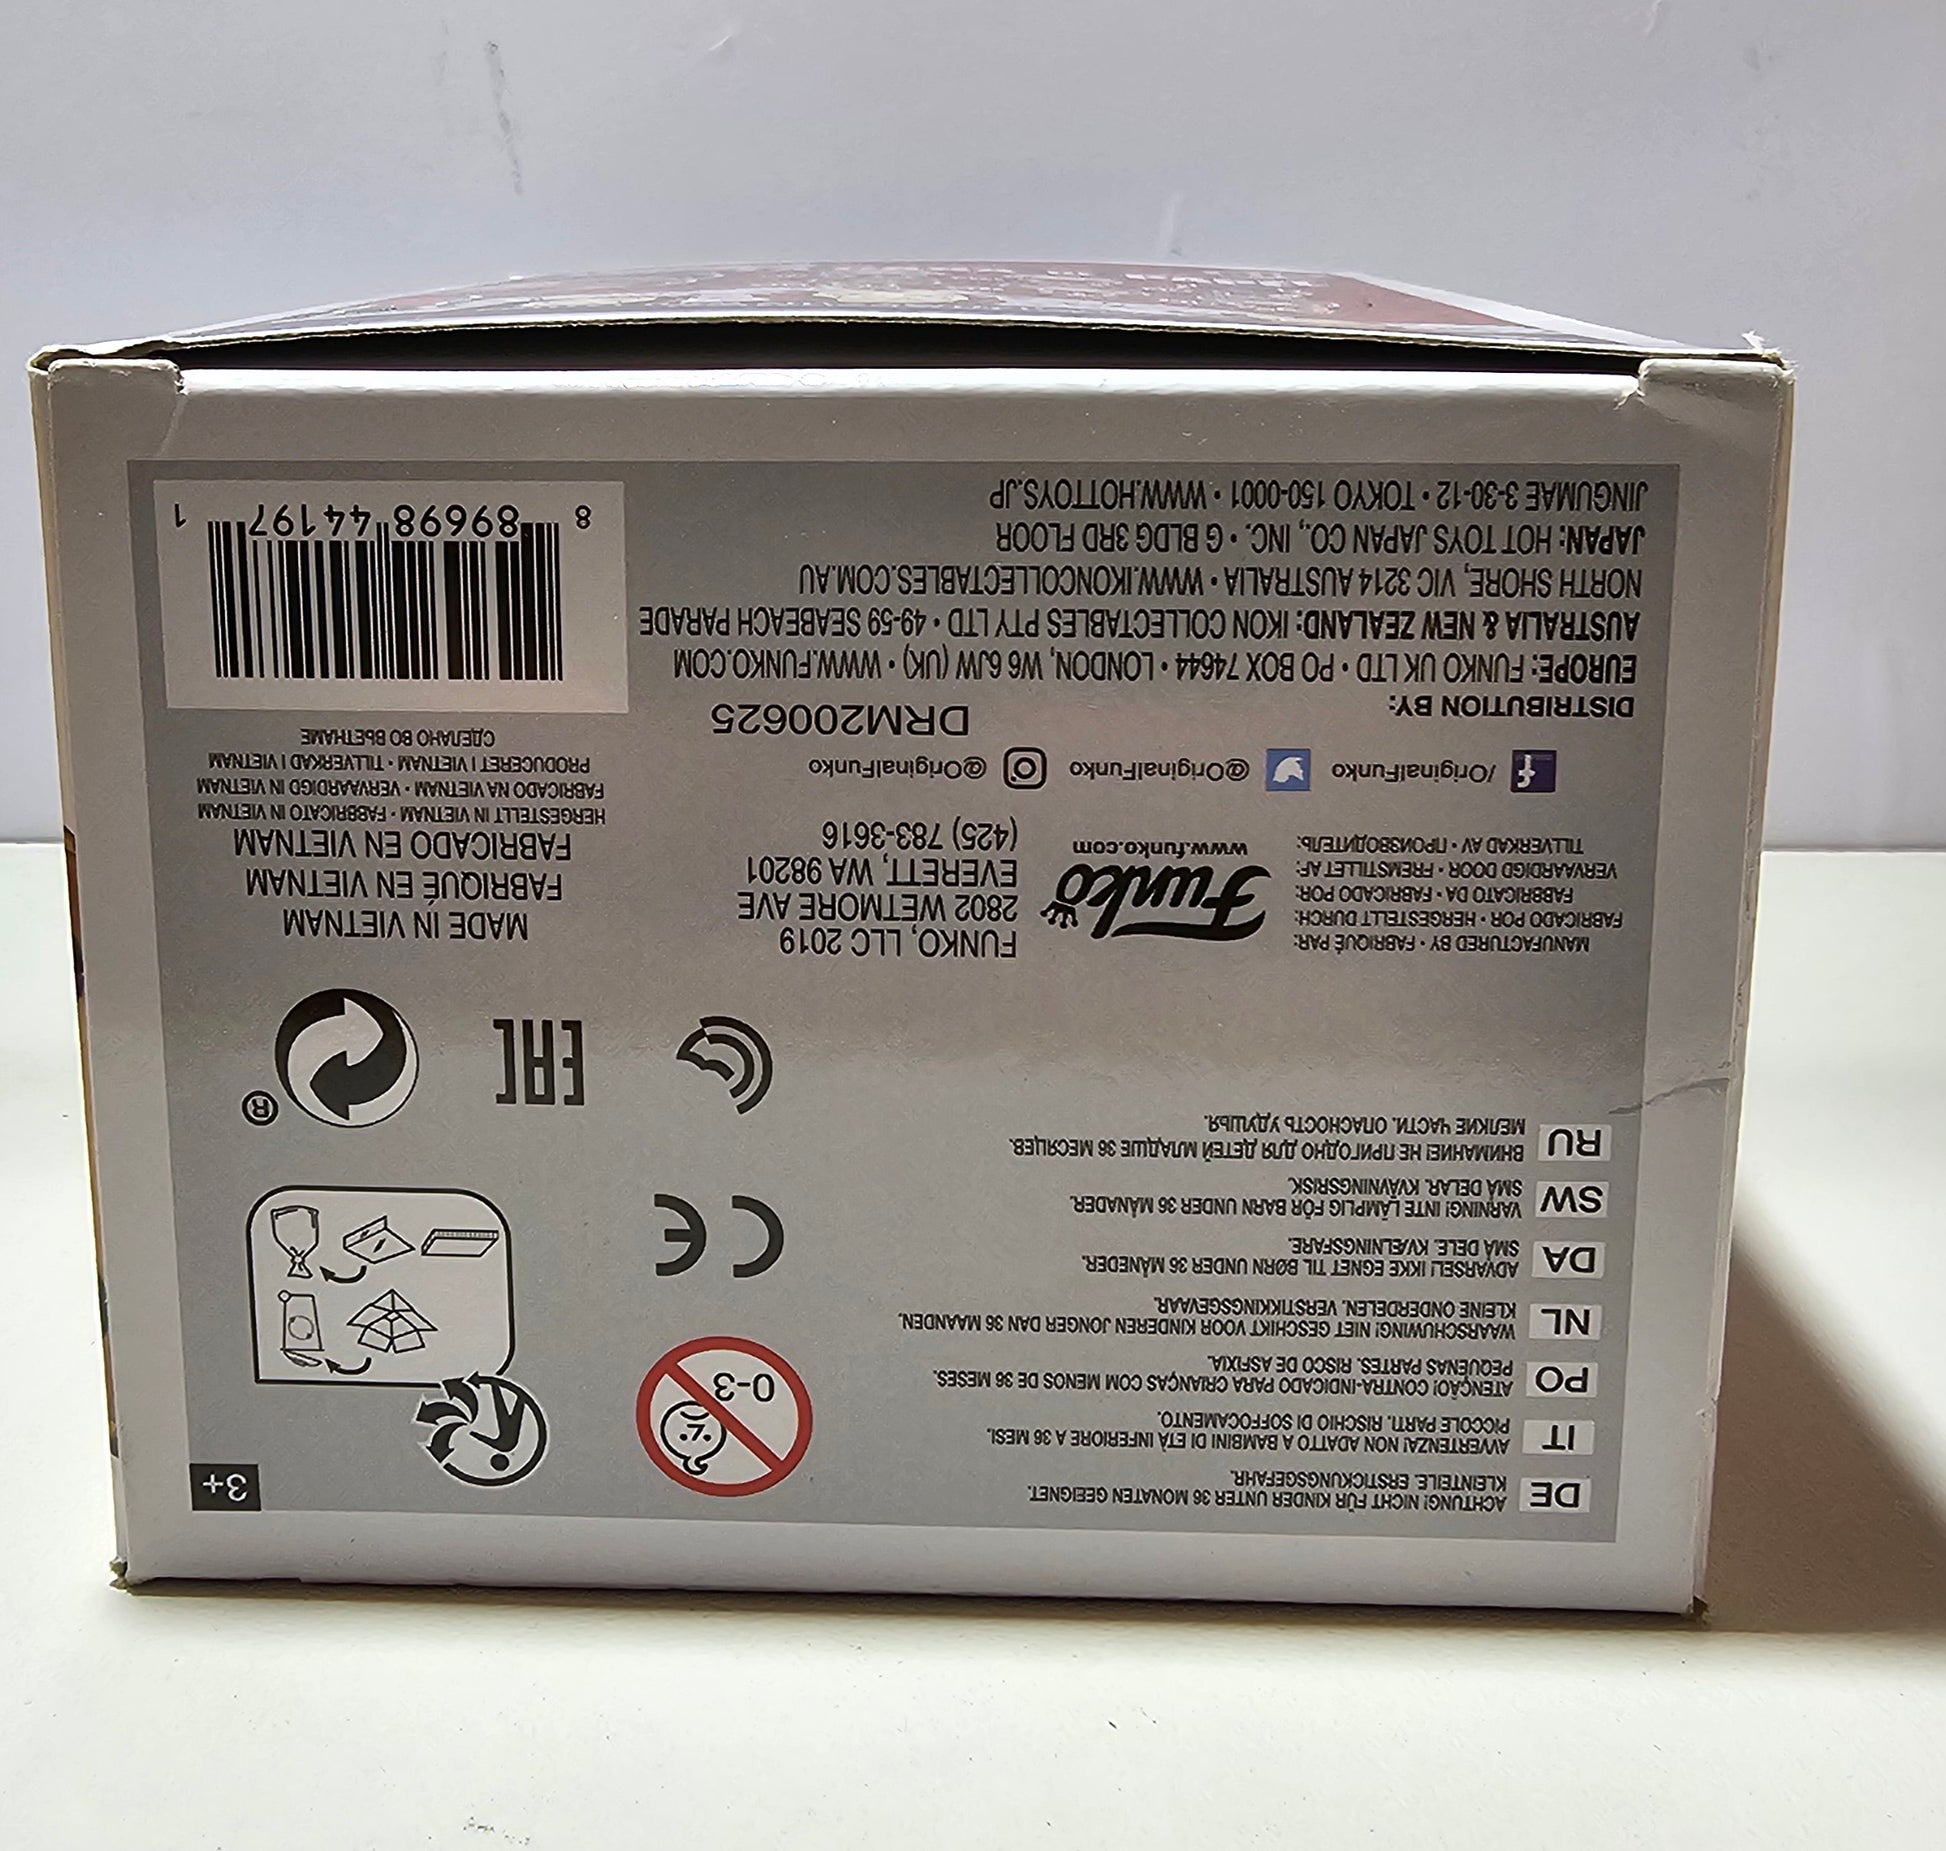 3+
DE
ACHTUNG! NICHT FÜR KINDER UNTER 36 MONATEN GEEIGNET.
KLEINTEILE. ERSTICKUNGSGEFAHR.
IT
AVVERTENZA! NON ADATTO A BAMBINI DI ETÀ INFERIORE A 36 MESI.
PICCOLE PARTI. RISCHIO DI SOFFOCAMENTO.
PO
ATENÇÃO! CONTRA-INDICADO PARA CRIANÇAS COM MENOS DE 36 MESES.
PEQUENAS PARTES. RISCO DE ASFIXIA.
NL
WAARSCHUWING! NIET GESCHIKT VOOR KINDEREN JONGER DAN 36 MAANDEN.
KLEINE ONDERDELEN. VERSTIKKINGSGEVAAR.
DA
ADVARSEL! IKKE EGNET TIL BØRN UNDER 36 MÅNEDER.
SMÅ DELE. KVÆLNINGSFARE.
SW
VARNING! INTE LÄMPLIG FÖR BARN UNDER 36 MÅNADER.
SMÅ DELAR. KVÄVNINGSRISK.
RU
ВНИМАНИЕ! НЕ ПРИГОДНО ДЛЯ ДЕТЕЙ МЛАДШЕ 36 МЕСЯЦЕВ.
МЕЛКИЕ ЧАСТИ. ОПАСНОСТЬ УДУШЬЯ.
0-3
CE
EAC
®
MANUFACTURED BY • FABRIQUÉ PAR:
FABRICADO POR • HERGESTELLT DURCH:
FABBRICATO DA • FABRICADO POR:
VERVAARDIGD DOOR • FREMSTILLET AF:
TILLVERKAD AV • ПРОИЗВОДИТЕЛЬ:
Funko
www.funko.com
FUNKO, LLC 2019
2802 WETMORE AVE
EVERETT, WA 98201
(425) 783-3616
/OriginalFunko
@OriginalFunko
@OriginalFunko
DRM200625
DISTRIBUTION BY:
EUROPE: FUNKO UK LTD • PO BOX 74644 • LONDON, W6 6JW (UK) • WWW.FUNKO.COM
AUSTRALIA & NEW ZEALAND: IKON COLLECTABLES PTY LTD • 49-59 SEABEACH PARADE
NORTH SHORE, VIC 3214 AUSTRALIA • WWW.IKONCOLLECTABLES.COM.AU
JAPAN: HOT TOYS JAPAN CO., INC. • G BLDG 3RD FLOOR
JINGUMAE 3-30-12 • TOKYO 150-0001 • WWW.HOTTOYS.JP
MADE IN VIETNAM
FABRIQUÉ EN VIETNAM
FABRICADO EN VIETNAM
HERGESTELLT IN VIETNAM • FABBRICATO IN VIETNAM
FABRICADO NA VIETNAM • VERVAARDIGD IN VIETNAM
PRODUCERET I VIETNAM • TILLVERKAD I VIETNAM
СДЕЛАНО ВО ВЬЕТНАМЕ
8 89698 44197 1